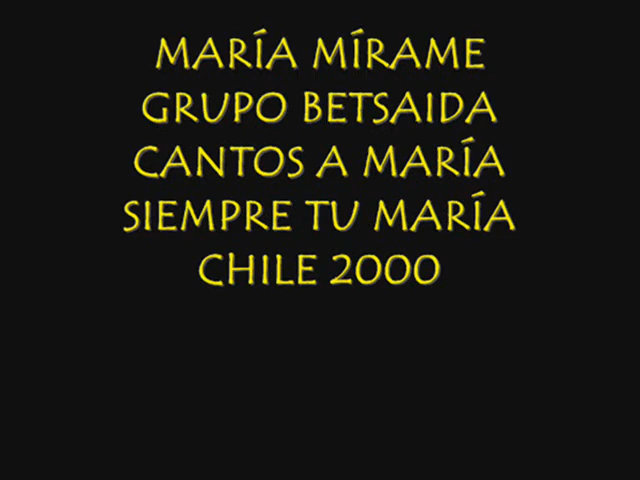 MARÍA MÍRAME
GRUPO BETSAIDA
CANTOS A MARÍA
SIEMPRE TU MARÍA
CHILE 2000